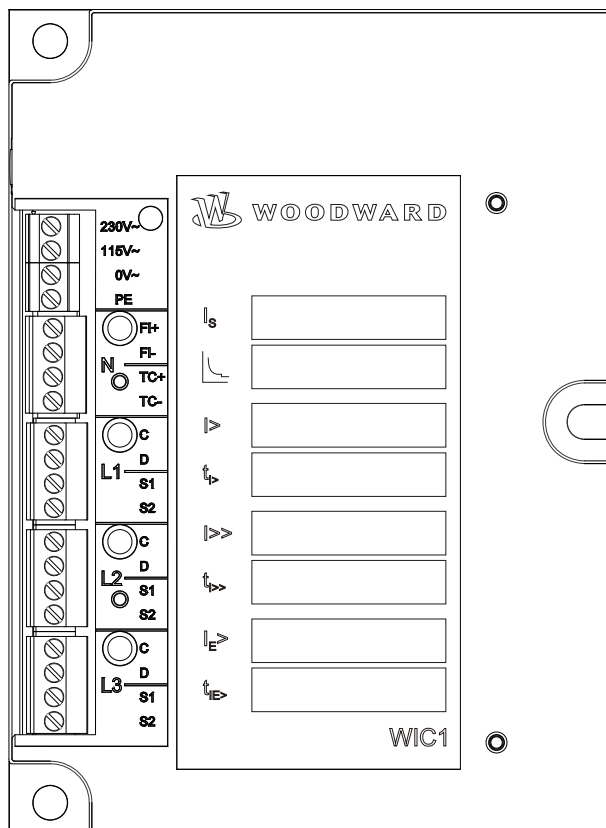 WOODWARD
230V~
115V~
0V~
PE
N
FI+
FI-
TC+
TC-
L1
C
D
S1
S2
L2
C
D
S1
S2
L3
C
D
S1
S2
IS
I>
tI>
I>>
tI>>
IE>
tIE>
WIC1